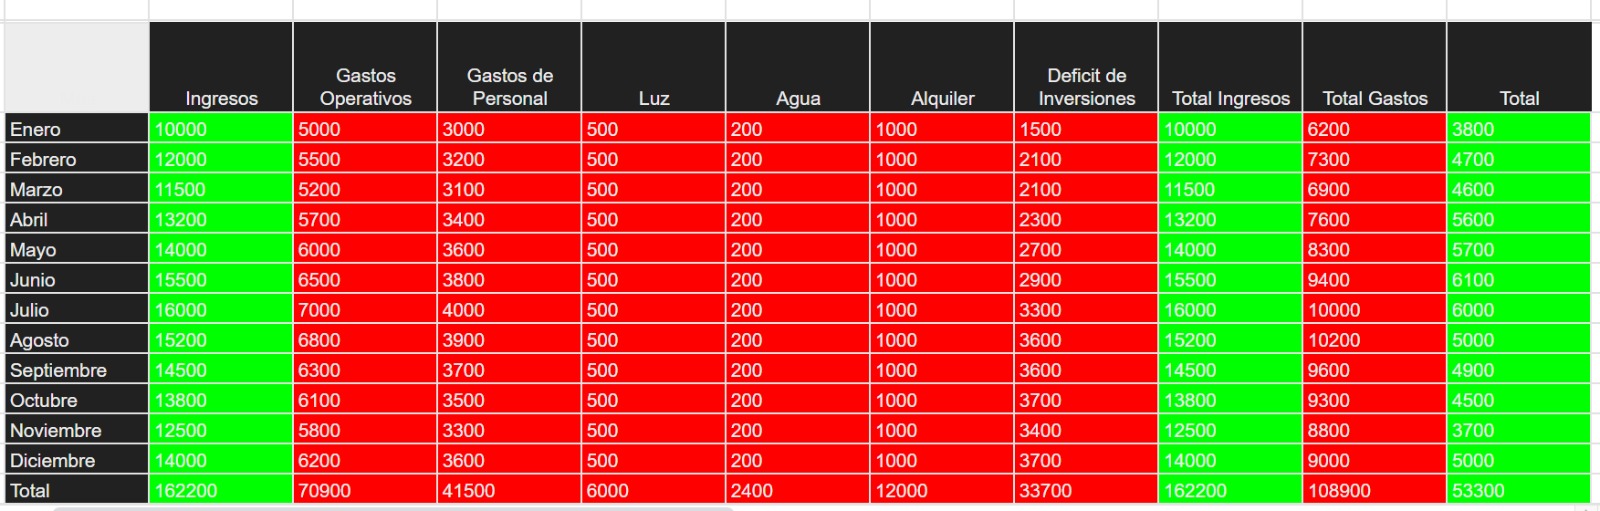 Ingresos Gastos Operativos Gastos de Personal Luz Agua Alquiler Deficit de Inversiones Total Ingresos Total Gastos Total
Enero 10000 5000 3000 500 200 1000 1500 10000 6200 3800
Febrero 12000 5500 3200 500 200 1000 2100 12000 7300 4700
Marzo 11500 5200 3100 500 200 1000 2100 11500 6900 4600
Abril 13200 5700 3400 500 200 1000 2300 13200 7600 5600
Mayo 14000 6000 3600 500 200 1000 2700 14000 8300 5700
Junio 15500 6500 3800 500 200 1000 2900 15500 9400 6100
Julio 16000 7000 4000 500 200 1000 3300 16000 10000 6000
Agosto 15200 6800 3900 500 200 1000 3600 15200 10200 5000
Septiembre 14500 6300 3700 500 200 1000 3600 14500 9600 4900
Octubre 13800 6100 3500 500 200 1000 3700 13800 9300 4500
Noviembre 12500 5800 3300 500 200 1000 3400 12500 8800 3700
Diciembre 14000 6200 3600 500 200 1000 3700 14000 9000 5000
Total 162200 70900 41500 6000 2400 12000 33700 162200 108900 53300